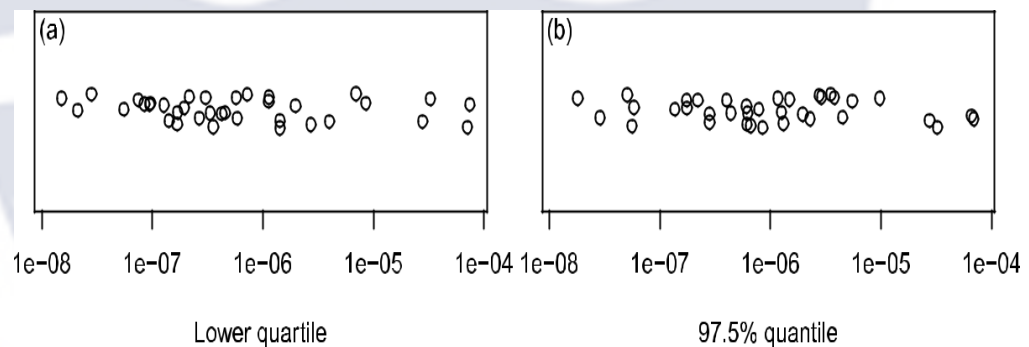 (a) (b)
1e−08 1e−07 1e−06 1e−05 1e−04 1e−08 1e−07 1e−06 1e−05 1e−04
Lower quartile 97.5% quantile